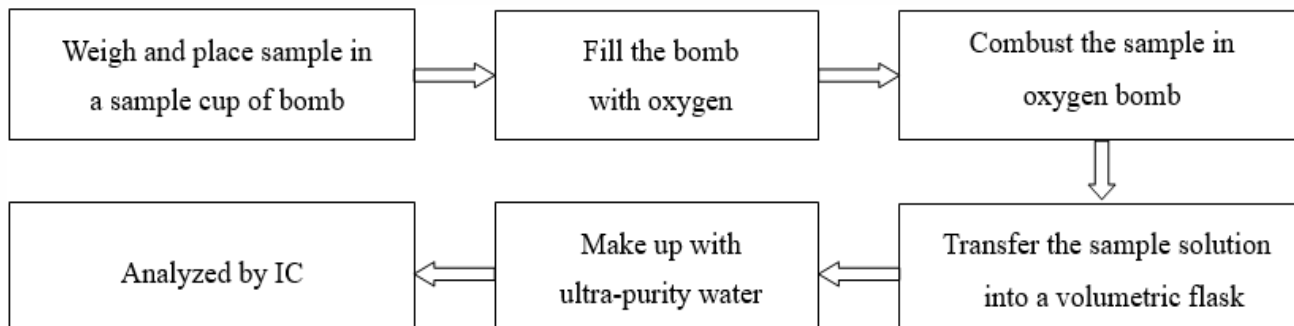 Weigh and place sample in
a sample cup of bomb
Fill the bomb
with oxygen
Combust the sample in
oxygen bomb
Transfer the sample solution
into a volumetric flask
Make up with
ultra-purity water
Analyzed by IC